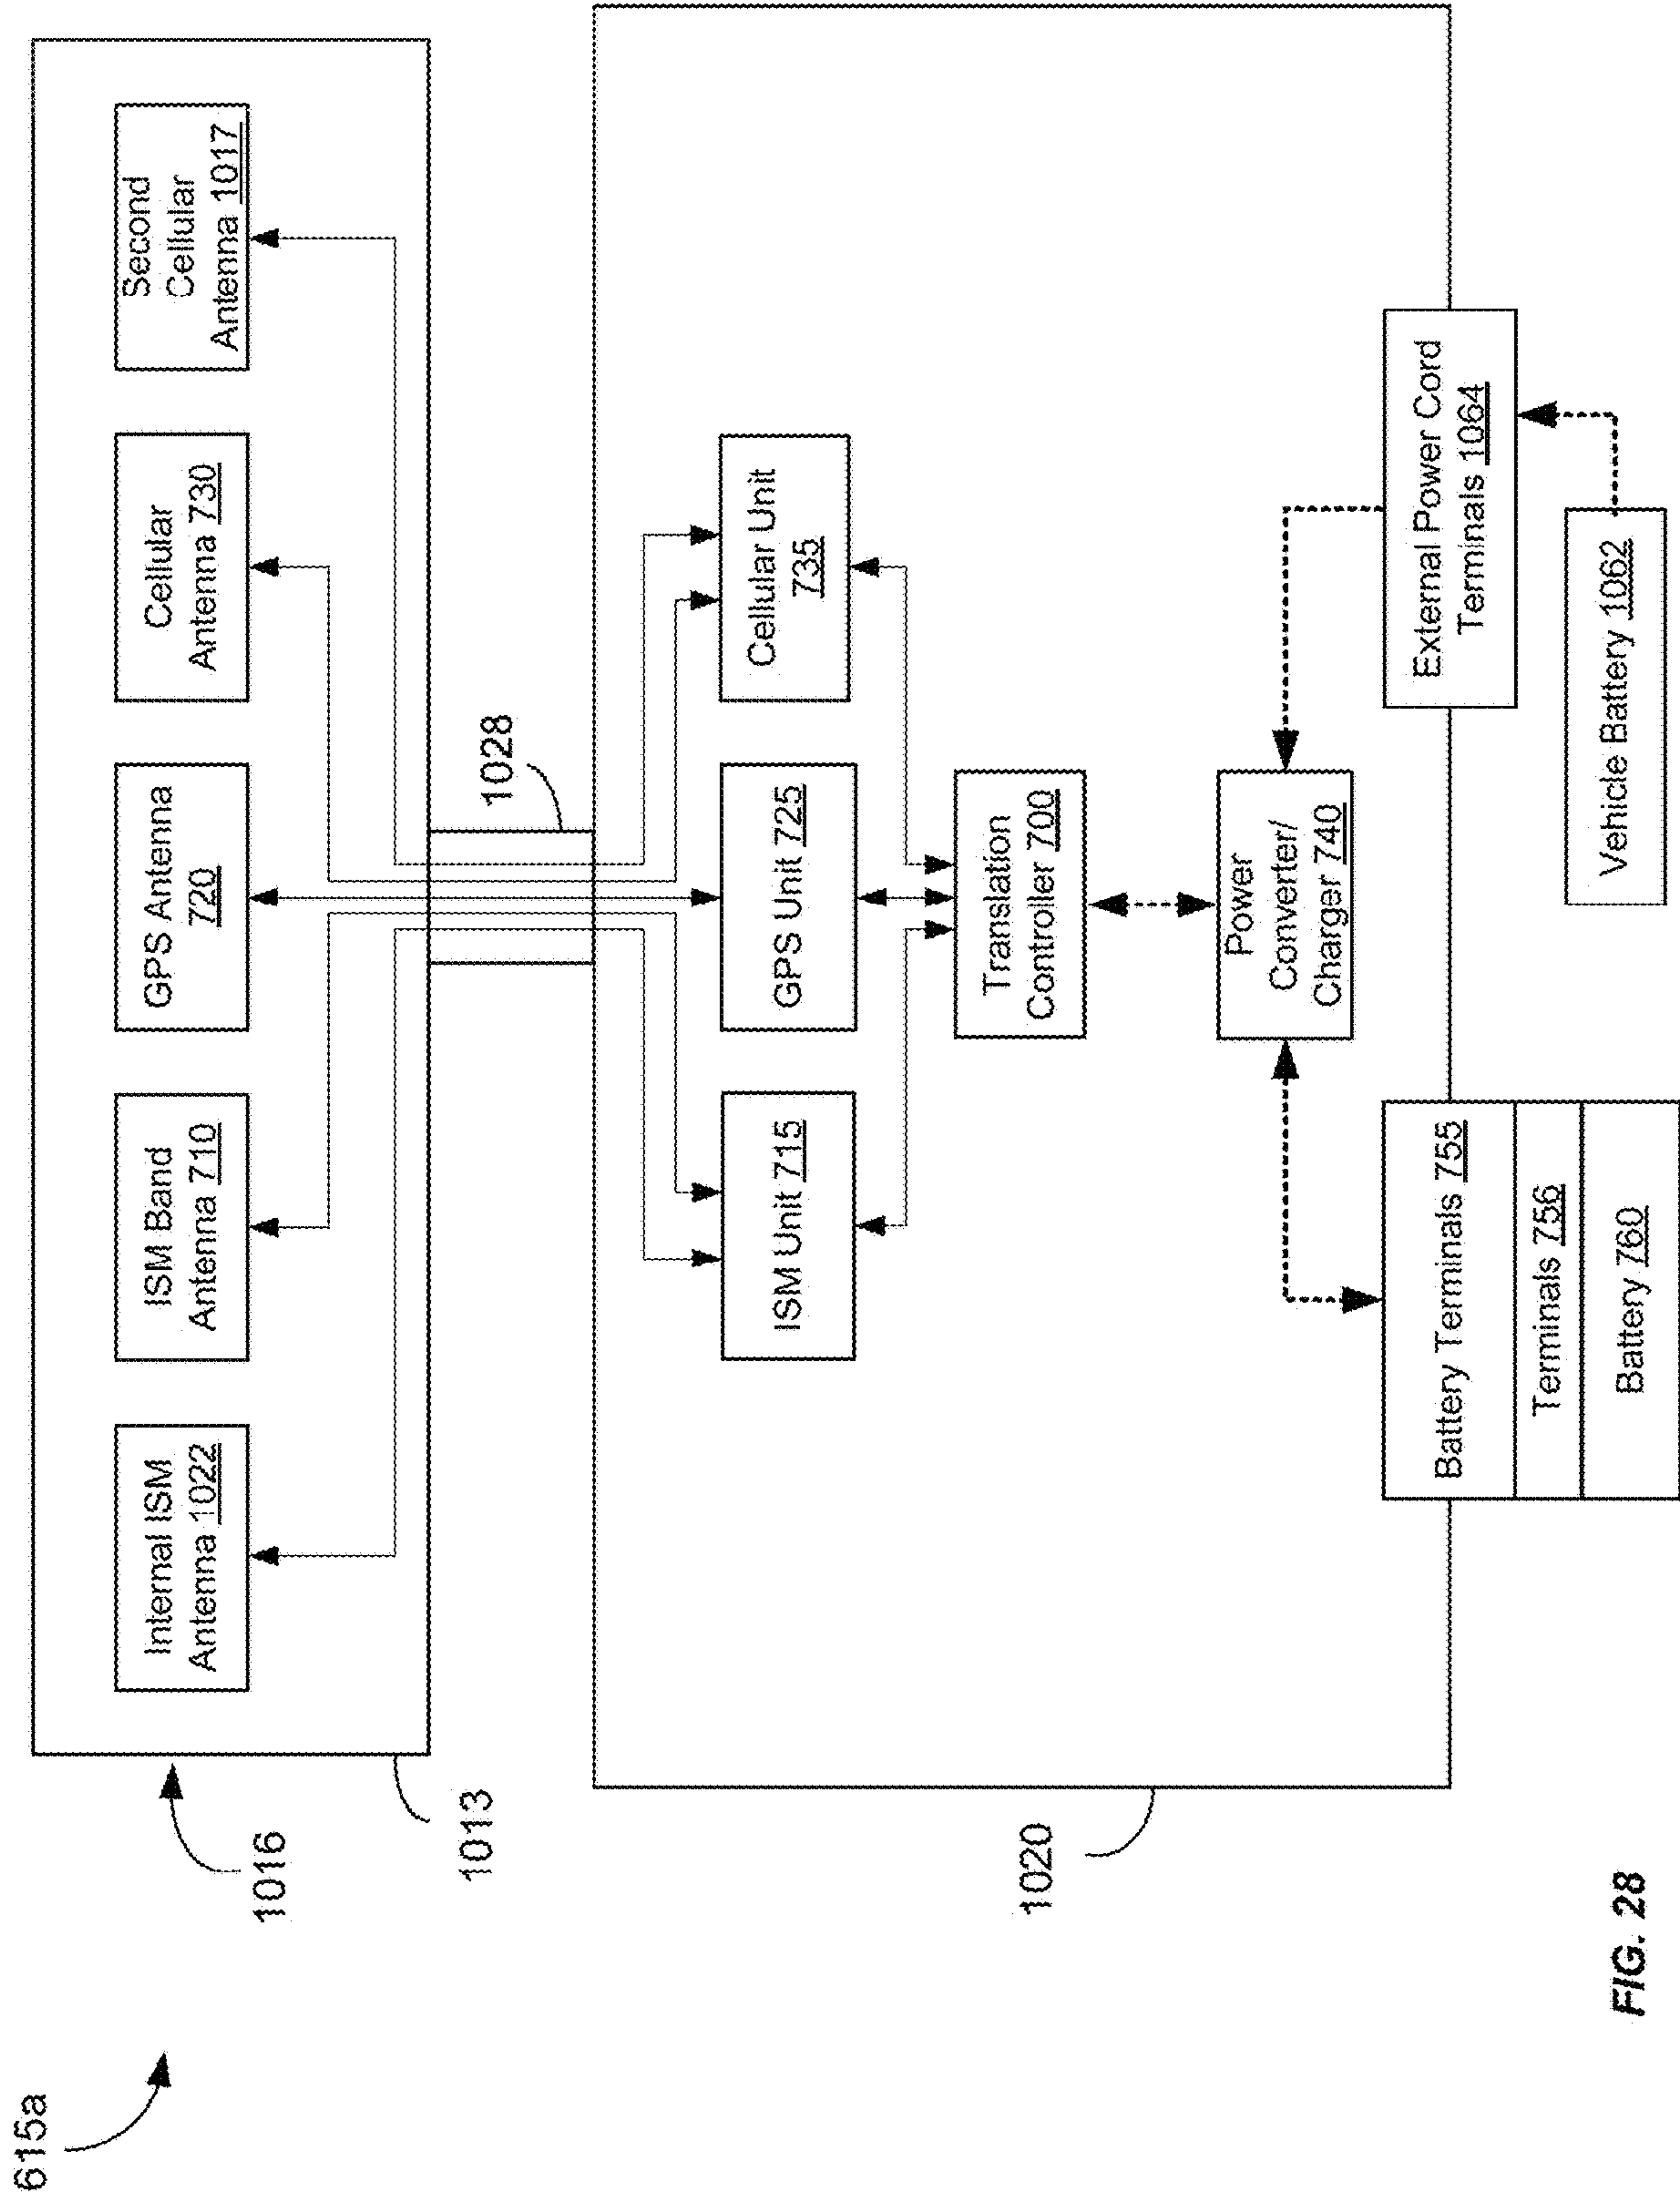 615a
1016
1013
Internal ISM
Antenna 1022
ISM Band
Antenna 710
GPS Antenna
720
Cellular
Antenna 730
Second
Cellular
Antenna 1017
1028
1020
ISM Unit 715
GPS Unit 725
Cellular Unit
735
Translation
Controller 700
Power
Converter/
Charger 740
Battery Terminals 755
Terminals 756
Battery 760
External Power Cord
Terminals 1064
Vehicle Battery 1062
FIG. 28